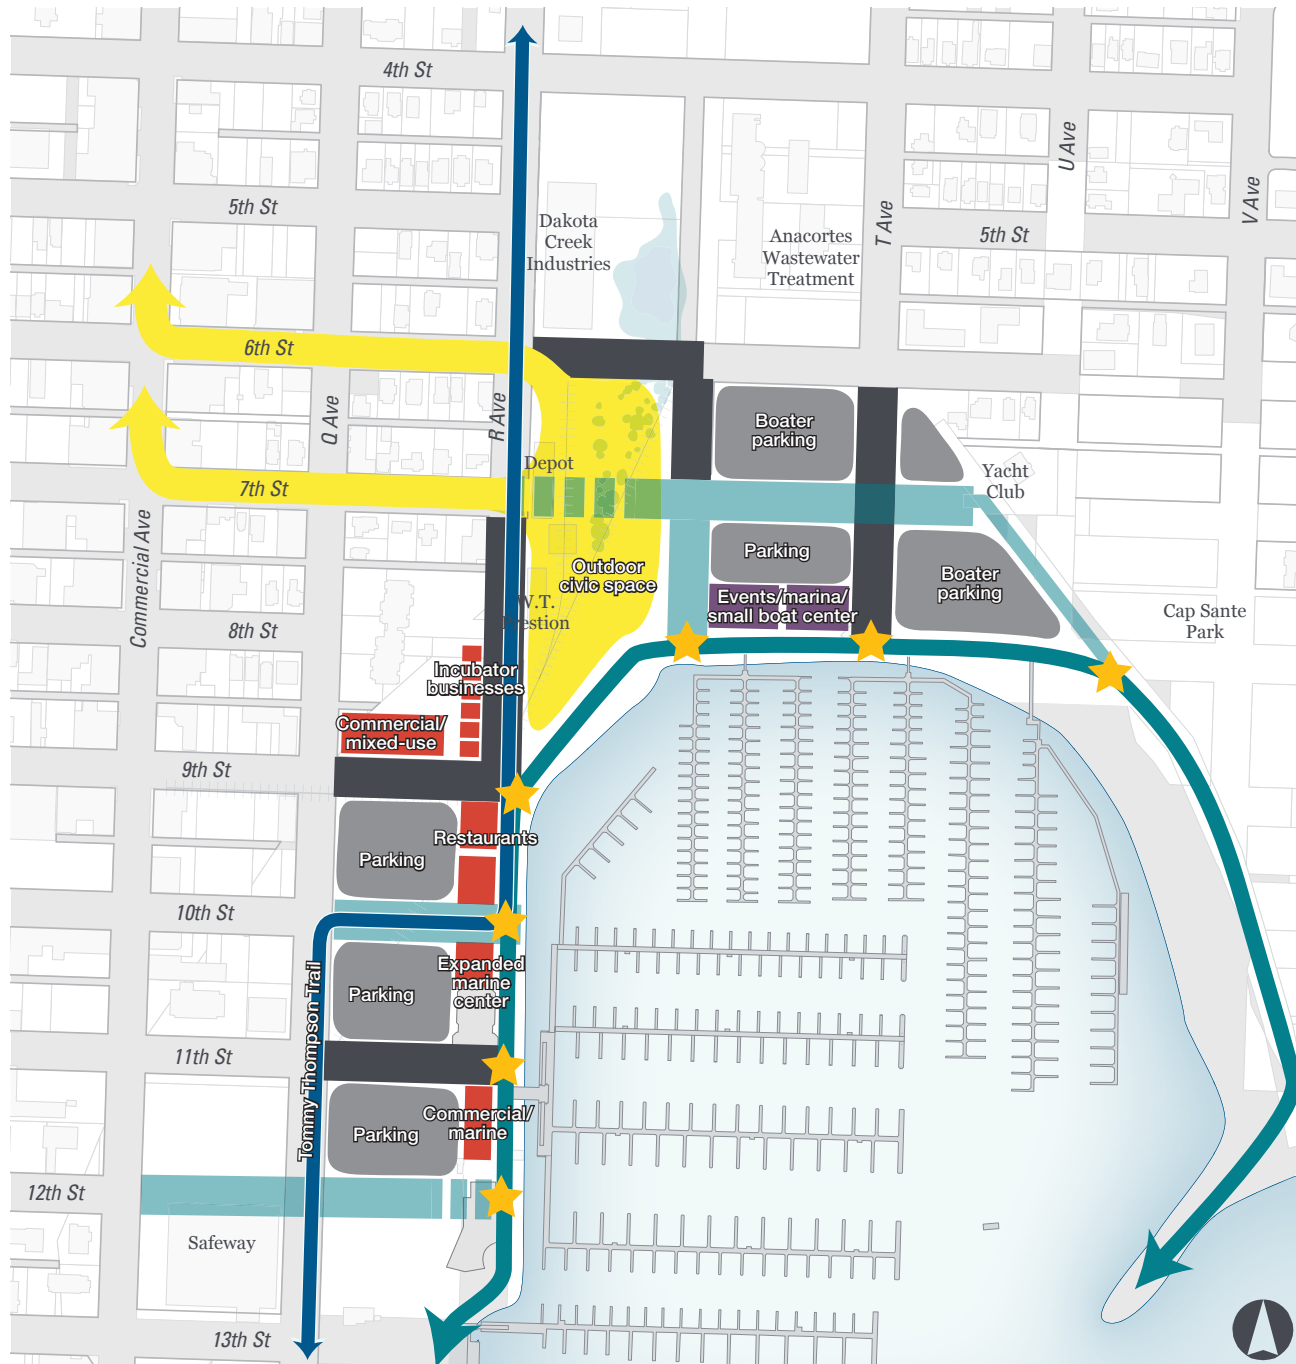 4th St
U Ave
V Ave
5th St
T Ave
5th St
Dakota
Creek
Industries
Anacortes
Wastewater
Treatment
6th St
Q Ave
R Ave
Boater
parking
Depot
Yacht
Club
7th St
Commercial Ave
Parking
Outdoor
civic space
Boater
parking
Events/marina/
small boat center
W.T.
Prestion
Cap Sante
Park
8th St
Incubator
businesses
Commercial/
mixed-use
9th St
Restaurants
Parking
10th St
Expanded
marine
center
Parking
Tommy Thompson Trail
11th St
Commercial/
marine
Parking
12th St
Safeway
13th St